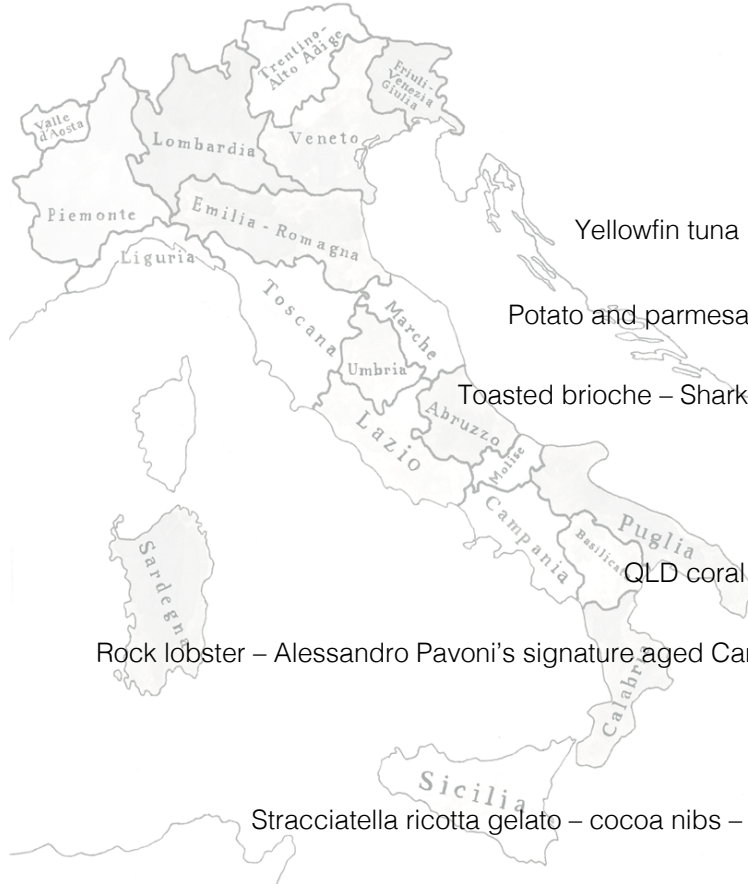 Trentino-
Alto Adige
Friuli-
Venezia
Giulia
Valle
d'Aosta
Lombardia
Veneto
Piemonte
Emilia - Romagna
Liguria
Yellowfin tuna
Toscana
Marche
Potato and parmesa
Umbria
Toasted brioche – Shark
Abruzzo
Lazio
Molise
Campania
Puglia
Basilicat
Sardegna
QLD coral
Rock lobster – Alessandro Pavoni's signature aged Car
Calabria
Sicilia
Stracciatella ricotta gelato – cocoa nibs –